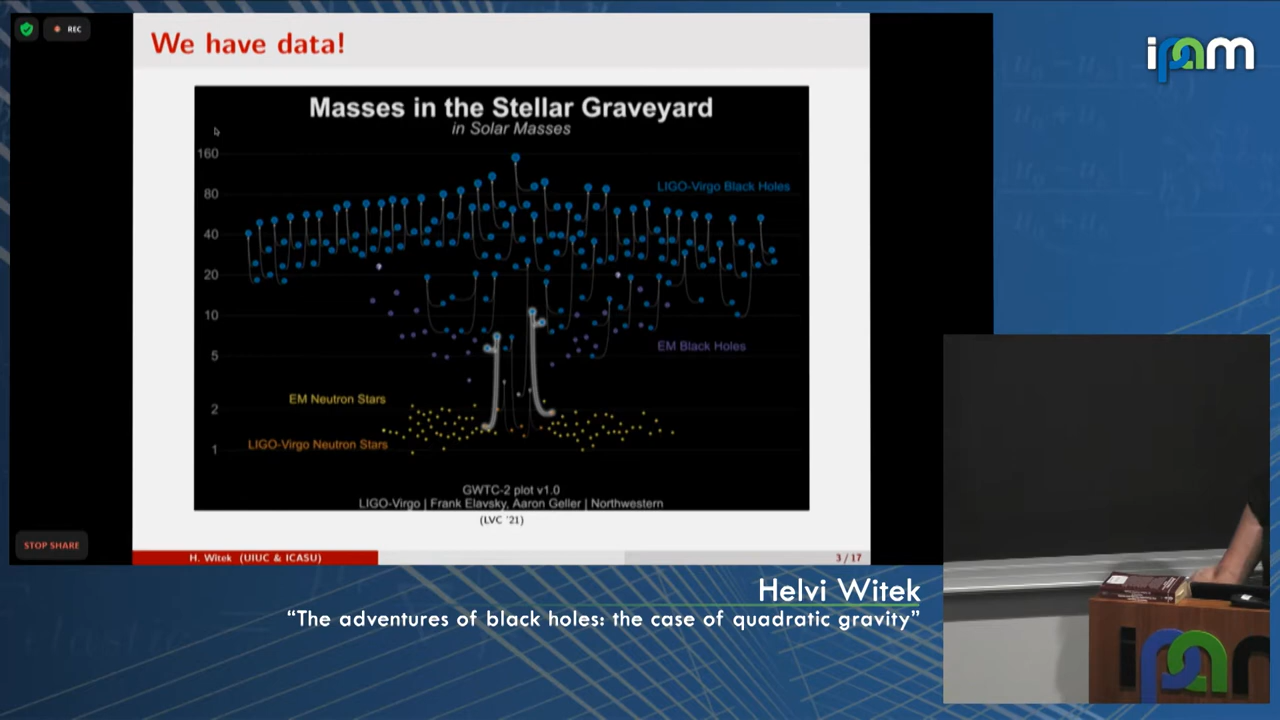 REC
We have data!
ipam
Masses in the Stellar Graveyard
in Solar Masses
160
80
40
20
10
5
2
1
LIGO-Virgo Black Holes
EM Black Holes
EM Neutron Stars
LIGO-Virgo Neutron Stars
GWTC-2 plot v1.0
LIGO-Virgo | Frank Elavsky, Aaron Geller | Northwestern
(LVC '21)
STOP SHARE
H. Witek (UIUC & ICASU)
3 / 17
Helvi Witek
“The adventures of black holes: the case of quadratic gravity”